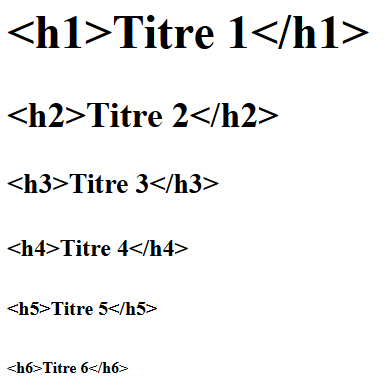 <h1>Titre 1</h1>
<h2>Titre 2</h2>
<h3>Titre 3</h3>
<h4>Titre 4</h4>
<h5>Titre 5</h5>
<h6>Titre 6</h6>